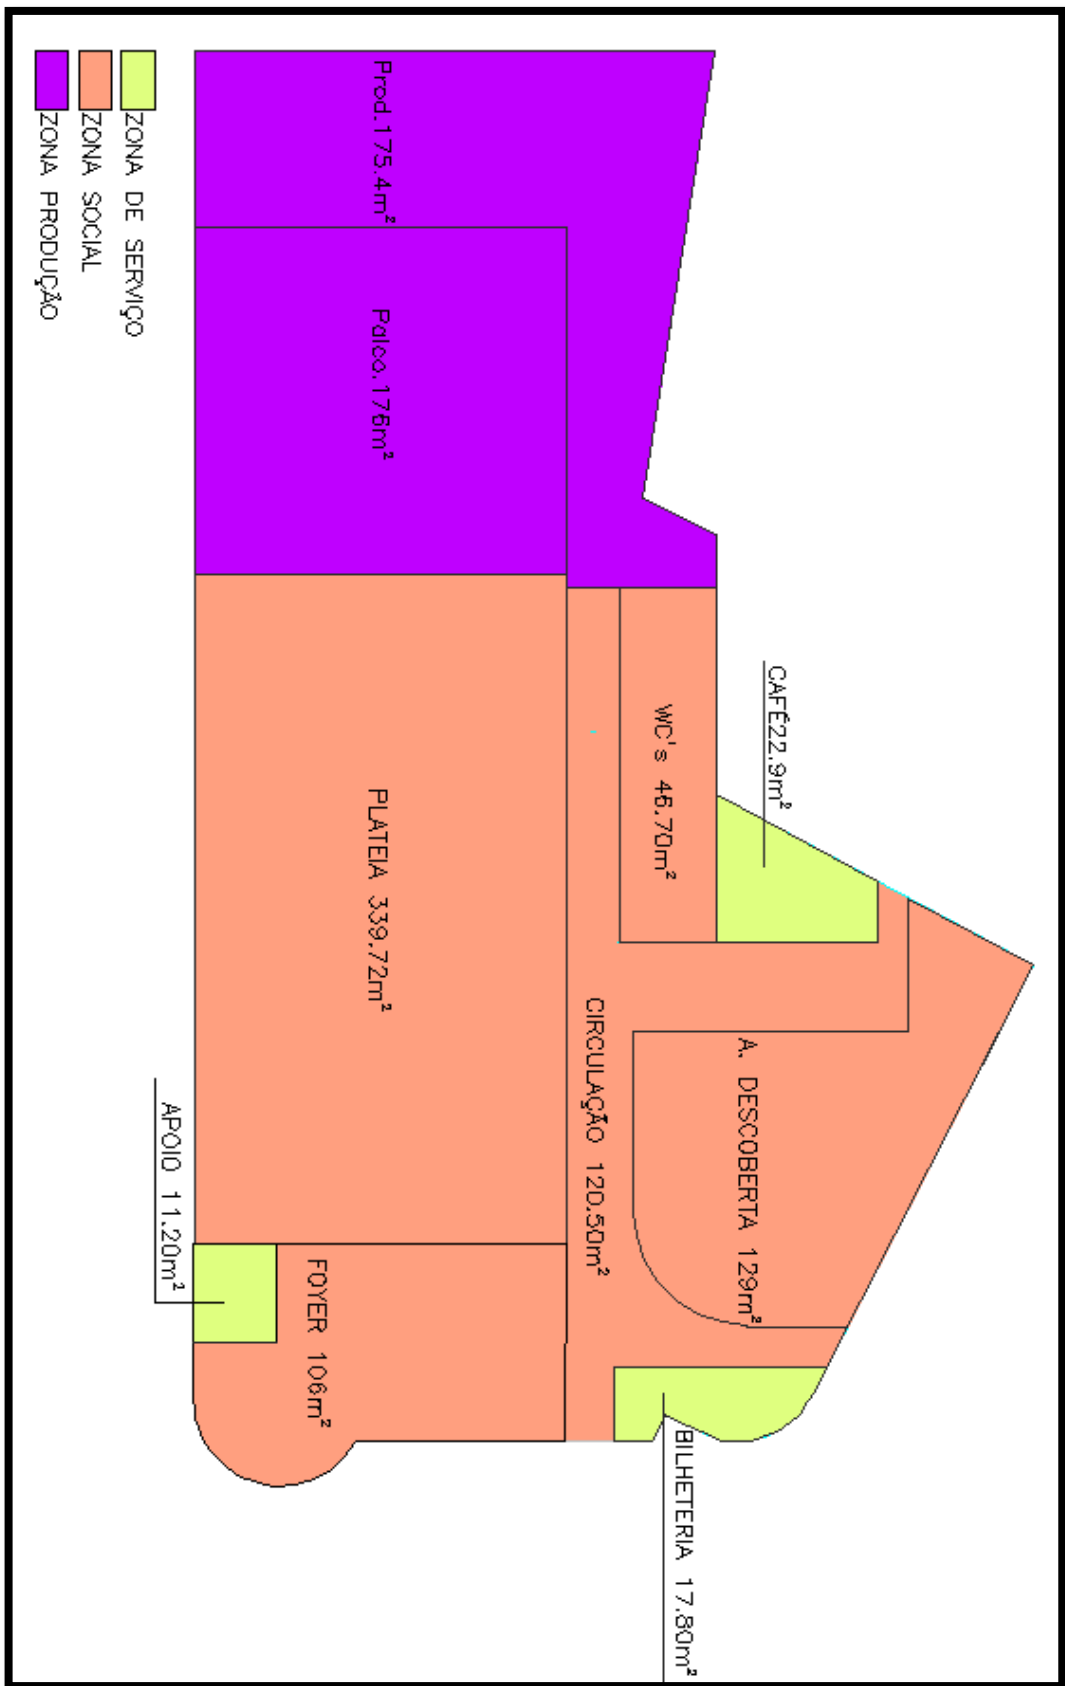 ZONA DE SERVIÇO
ZONA SOCIAL
ZONA PRODUÇÃO
Prod.175.4m²
Palco.176m²
CAFÉ22.9m²
WC's 46.70m²
PLATEIA 339.72m²
CIRCULAÇÃO 120.50m²
A. DESCOBERTA 129m²
APOIO 11.20m²
FOYER 106m²
BILHETERIA 17.80m²